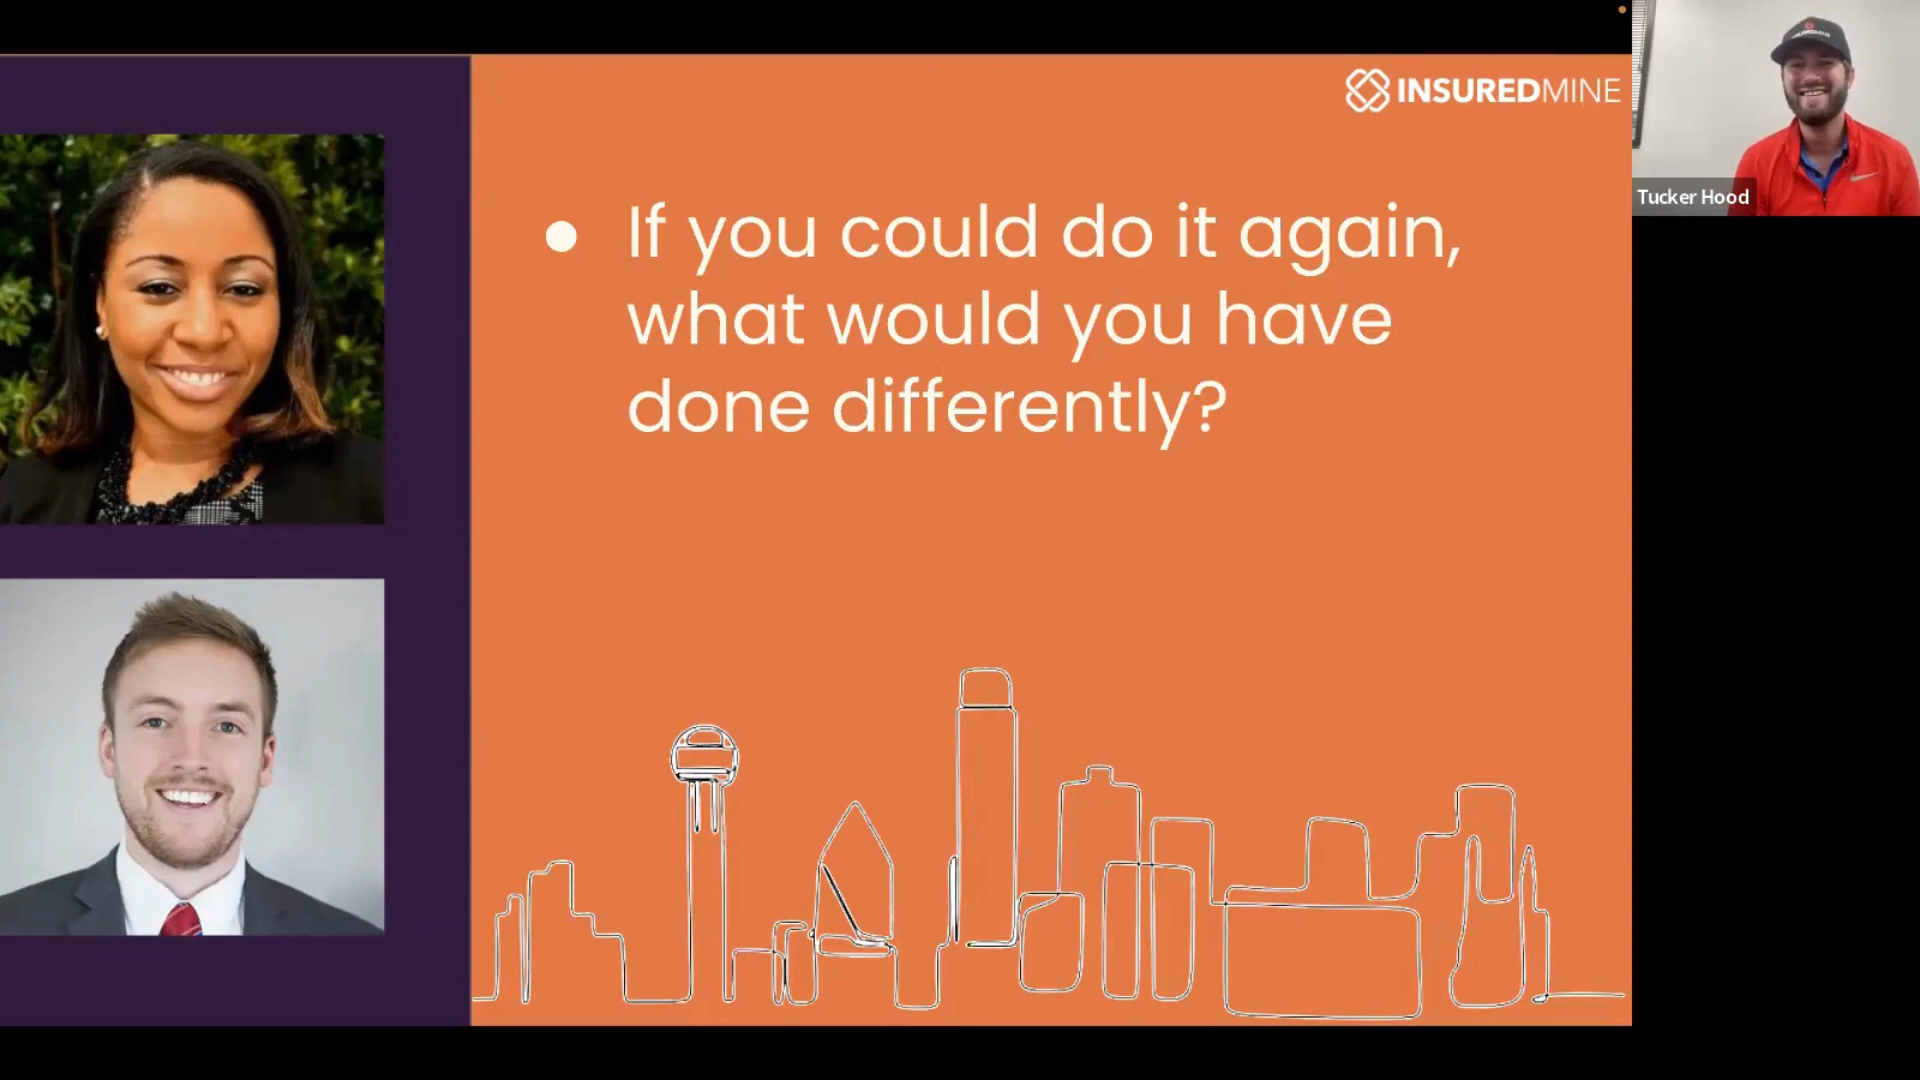 INSUREDMINE
• If you could do it again,
what would you have
done differently?
Tucker Hood